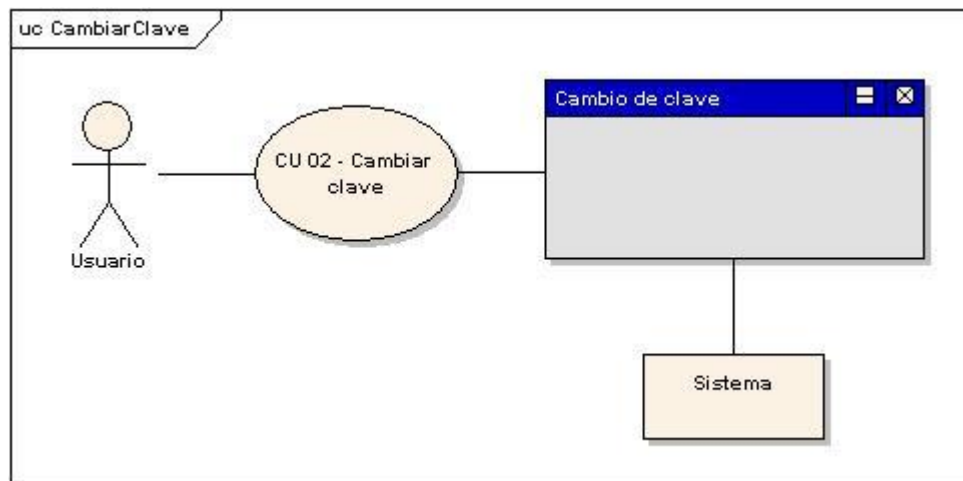 uc CambiarClave
Cambio de clave
CU 02 - Cambiar
clave
Usuario
Sistema